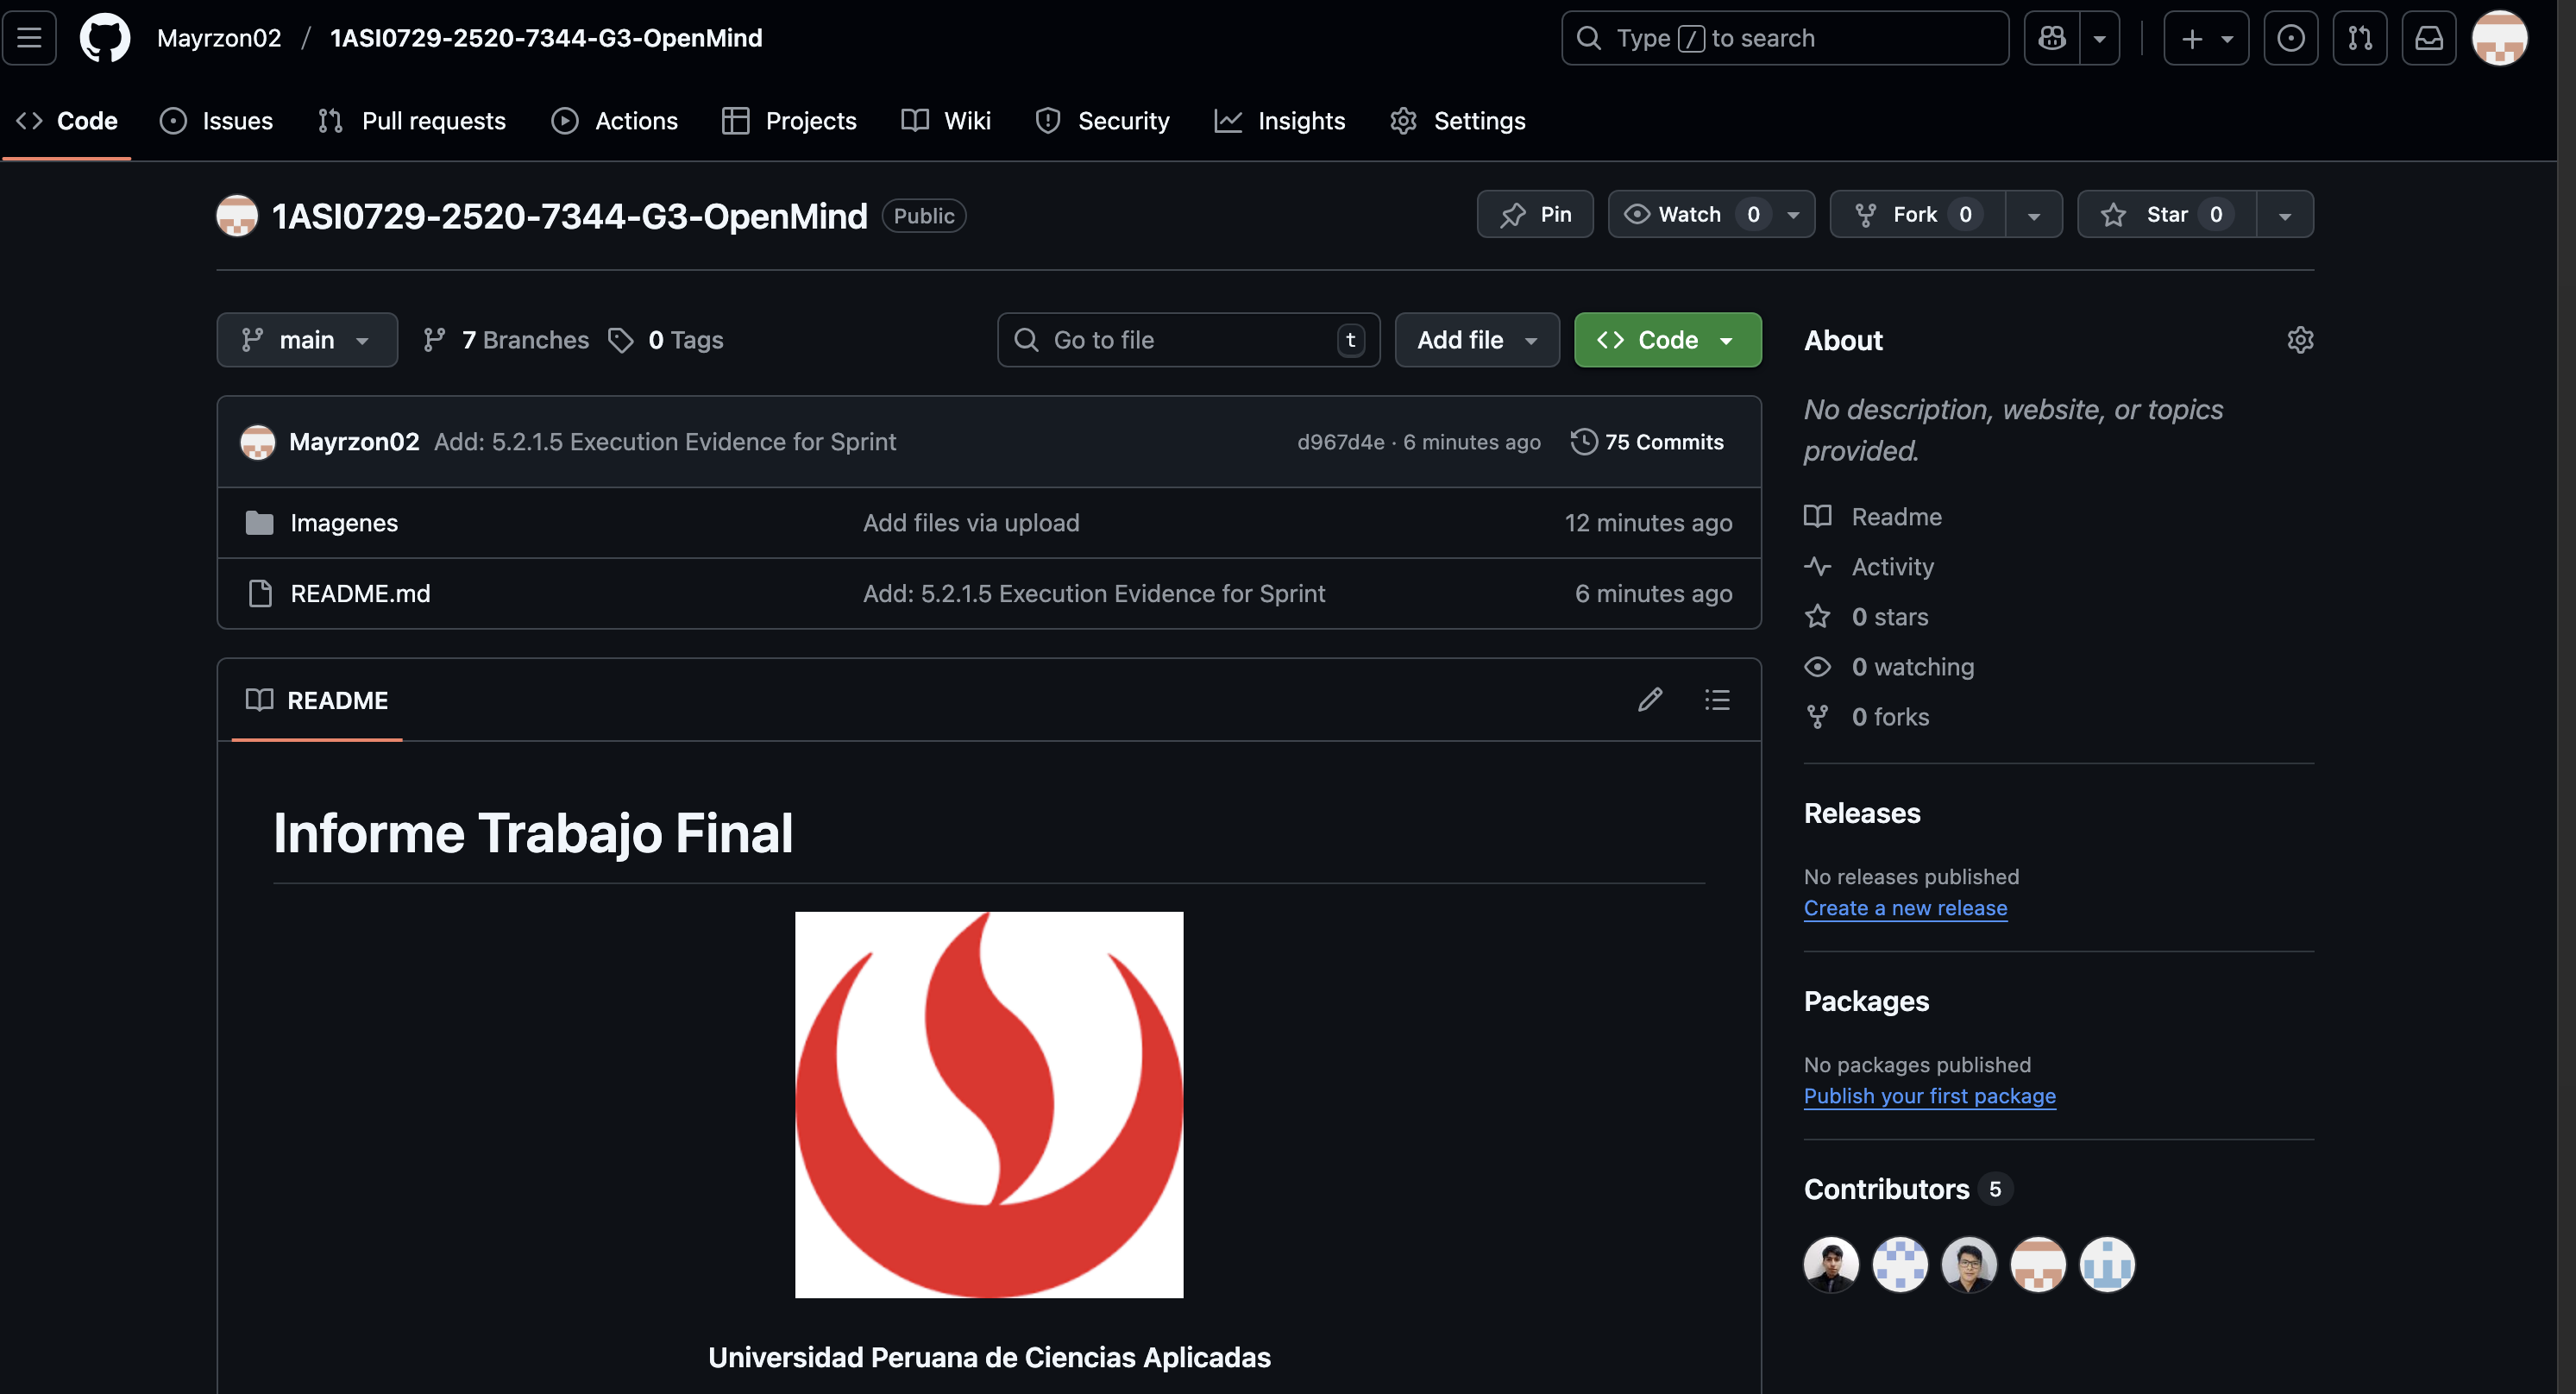 Mayrzon02 / 1ASI0729-2520-7344-G3-OpenMind
Type / to search
Code Issues Pull requests Actions Projects Wiki Security Insights Settings
1ASI0729-2520-7344-G3-OpenMind Public
Pin Watch 0 Fork 0 Star 0
main 7 Branches 0 Tags Go to file t Add file Code
Mayrzon02 Add: 5.2.1.5 Execution Evidence for Sprint d967d4e · 6 minutes ago 75 Commits
Imagenes Add files via upload 12 minutes ago
README.md Add: 5.2.1.5 Execution Evidence for Sprint 6 minutes ago
README
Informe Trabajo Final
Universidad Peruana de Ciencias Aplicadas
About
No description, website, or topics
provided.
Readme
Activity
0 stars
0 watching
0 forks
Releases
No releases published
Create a new release
Packages
No packages published
Publish your first package
Contributors 5